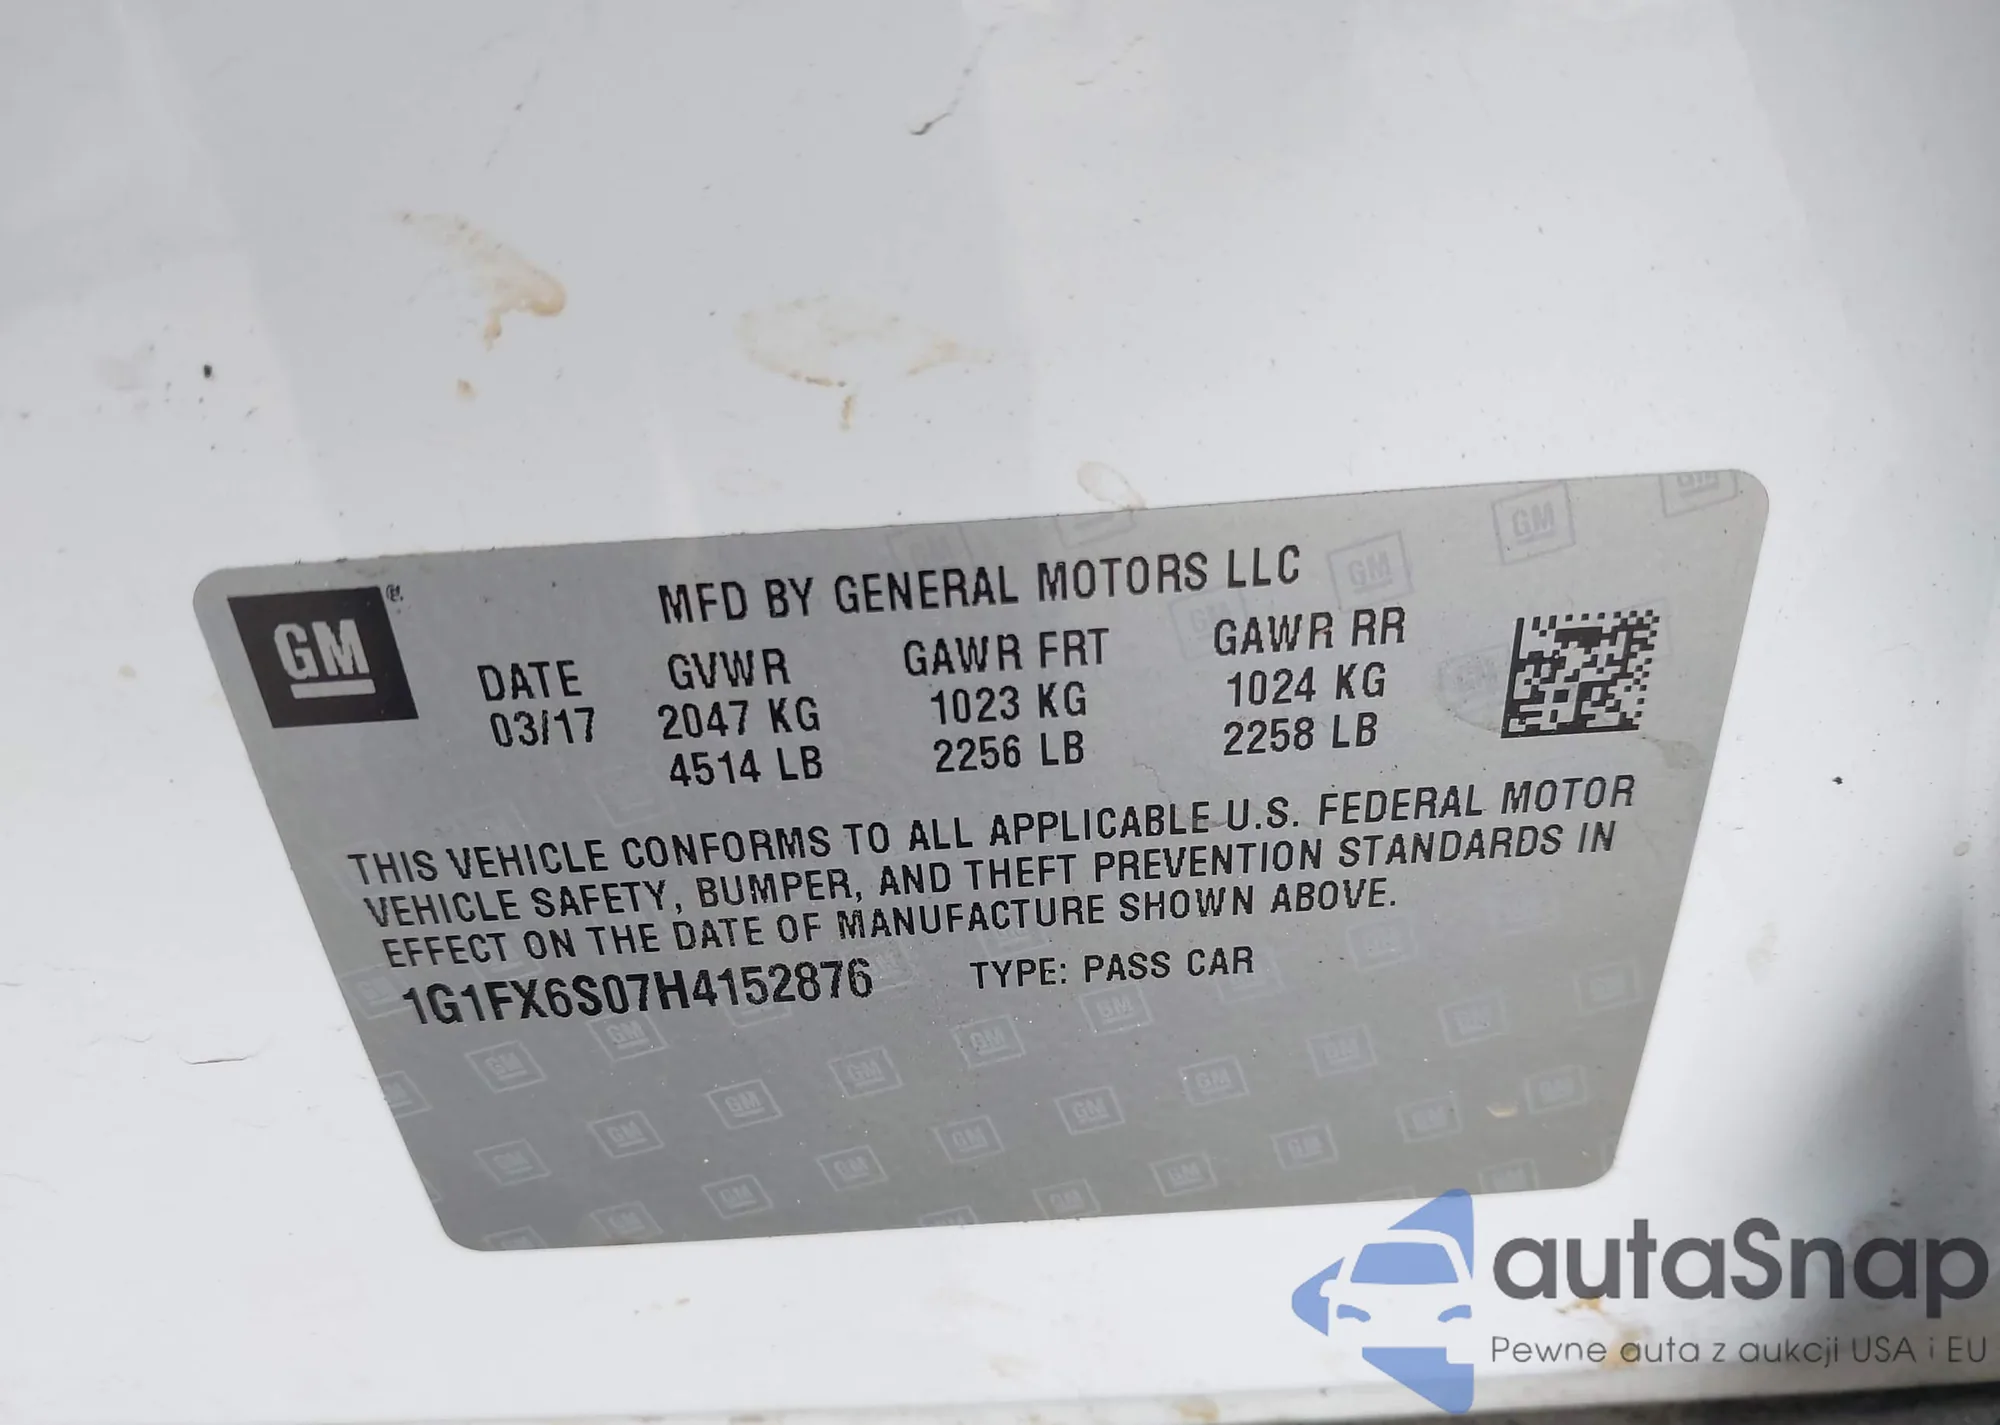 GM
MFD BY GENERAL MOTORS LLC
DATE GVWR GAWR FRT GAWR RR
03/17 2047 KG 1023 KG 1024 KG
4514 LB 2256 LB 2258 LB
THIS VEHICLE CONFORMS TO ALL APPLICABLE U.S. FEDERAL MOTOR
VEHICLE SAFETY, BUMPER, AND THEFT PREVENTION STANDARDS IN
EFFECT ON THE DATE OF MANUFACTURE SHOWN ABOVE.
1G1FX6S07H4152876 TYPE: PASS CAR
autaSnap
Pewne auta z aukcji USA i EU